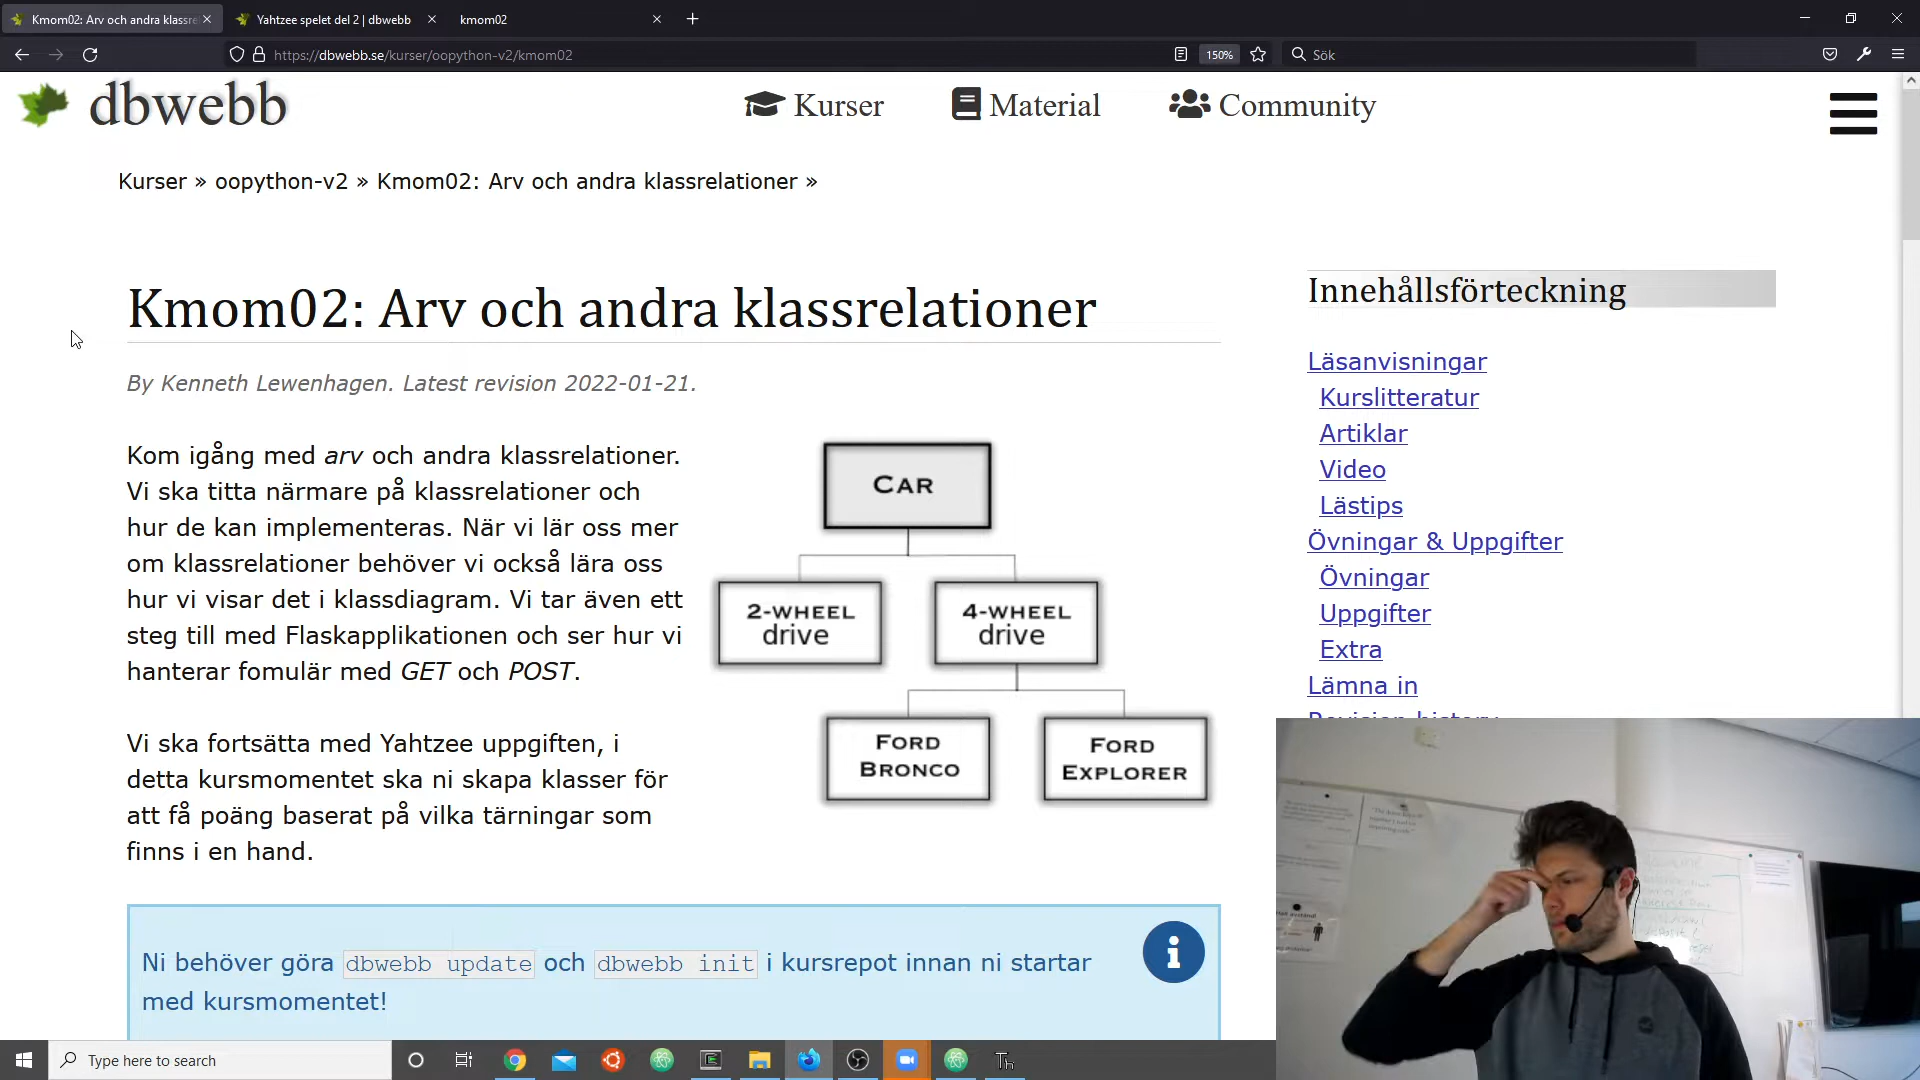 Kmom02: Arv och andra klassre
Yahtzee spelet del 2 | dbwebb
kmom02
https://dbwebb.se/kurser/oopython-v2/kmom02
150%
Sök
dbwebb
Kurser
Material
Community
Kurser » oopython-v2 » Kmom02: Arv och andra klassrelationer »
Kmom02: Arv och andra klassrelationer
By Kenneth Lewenhagen. Latest revision 2022-01-21.
Kom igång med arv och andra klassrelationer.
Vi ska titta närmare på klassrelationer och
hur de kan implementeras. När vi lär oss mer
om klassrelationer behöver vi också lära oss
hur vi visar det i klassdiagram. Vi tar även ett
steg till med Flaskapplikationen och ser hur vi
hanterar fomulär med GET och POST.
Vi ska fortsätta med Yahtzee uppgiften, i
detta kursmomentet ska ni skapa klasser för
att få poäng baserat på vilka tärningar som
finns i en hand.
CAR
2-WHEEL
drive
4-WHEEL
drive
FORD
BRONCO
FORD
EXPLORER
Ni behöver göra dbwebb update och dbwebb init i kursrepot innan ni startar
med kursmomentet!
Innehållsförteckning
Läsanvisningar
Kurslitteratur
Artiklar
Video
Lästips
Övningar & Uppgifter
Övningar
Uppgifter
Extra
Lämna in
Revision history
Type here to search